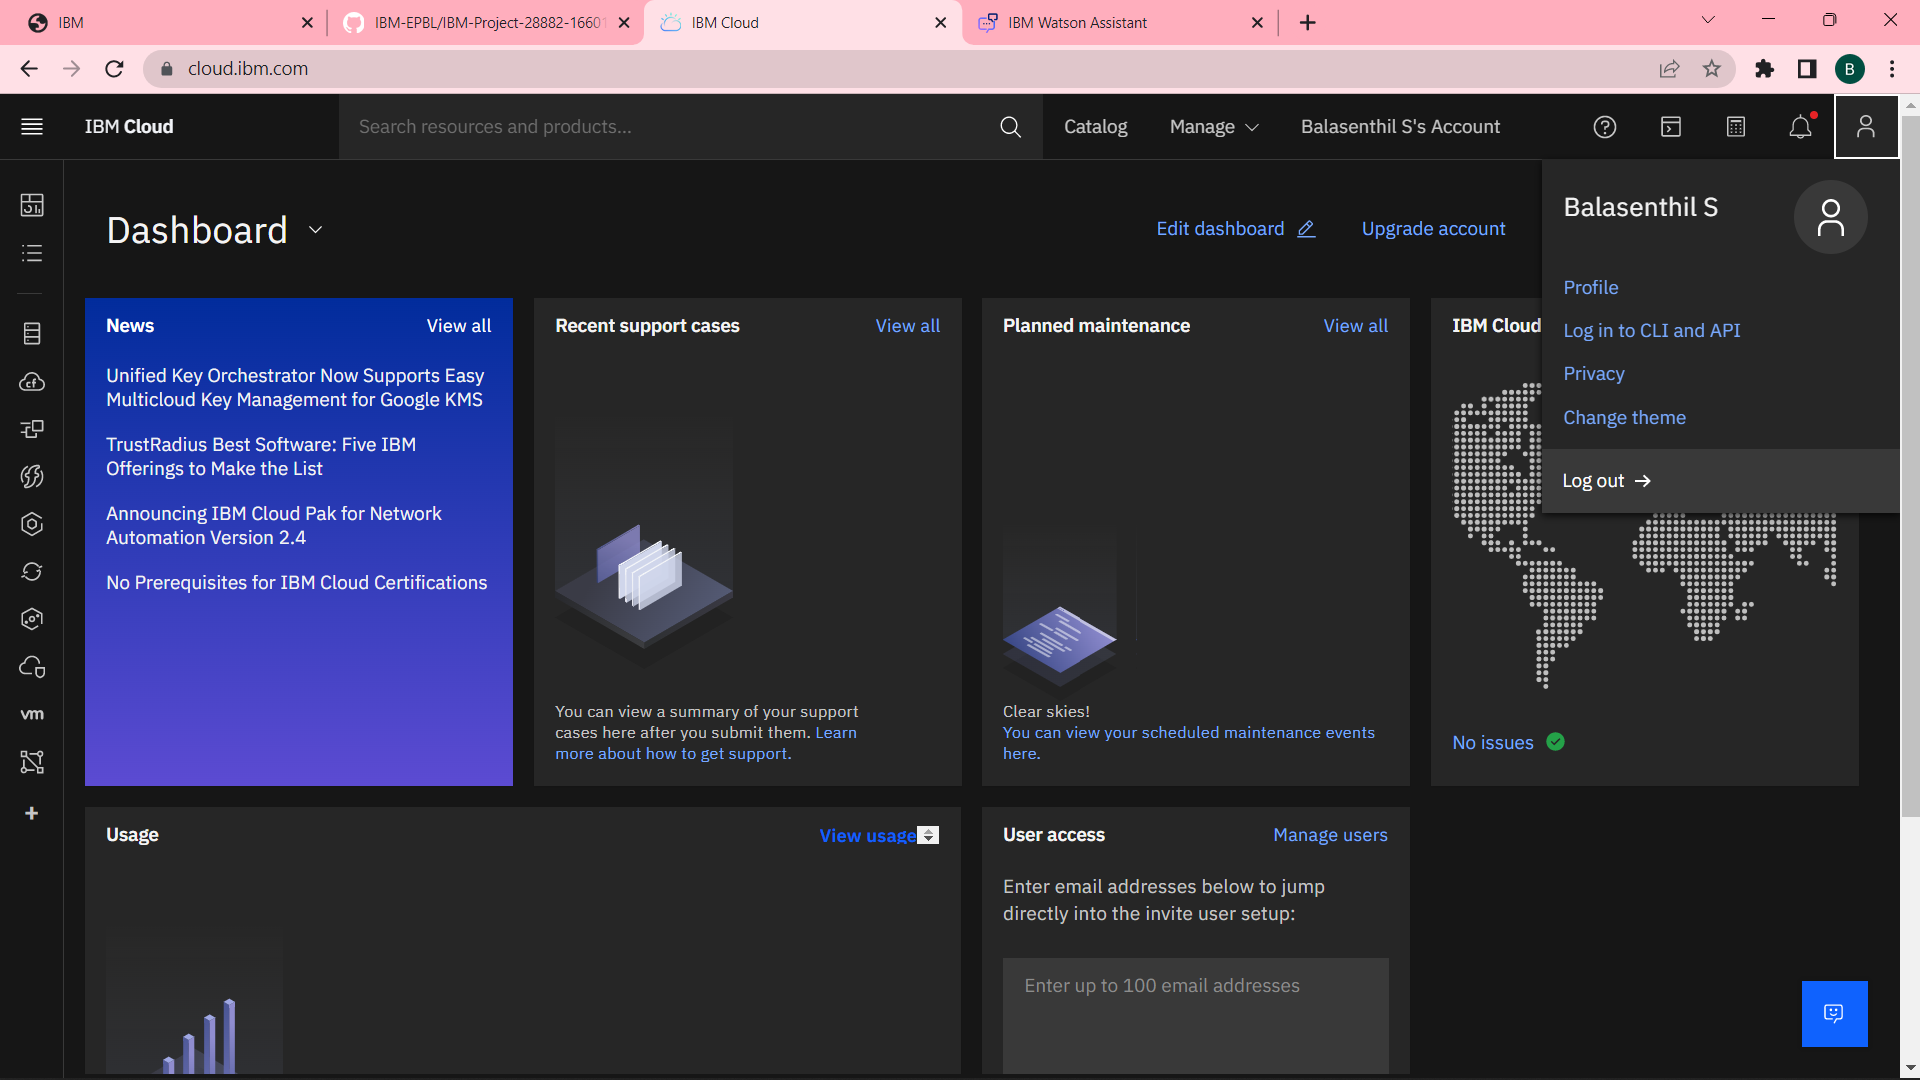 IBM
IBM-EPBL/IBM-Project-28882-16601
IBM Cloud
IBM Watson Assistant
cloud.ibm.com
B
IBM Cloud
Search resources and products...
Catalog
Manage
Balasenthil S's Account
Dashboard
Edit dashboard
Upgrade account
Balasenthil S
Profile
Log in to CLI and API
Privacy
Change theme
Log out
News
View all
Unified Key Orchestrator Now Supports Easy
Multicloud Key Management for Google KMS
TrustRadius Best Software: Five IBM
Offerings to Make the List
Announcing IBM Cloud Pak for Network
Automation Version 2.4
No Prerequisites for IBM Cloud Certifications
Recent support cases
View all
You can view a summary of your support
cases here after you submit them. Learn
more about how to get support.
Planned maintenance
View all
Clear skies!
You can view your scheduled maintenance events
here.
IBM Cloud
No issues
cf
vm
Usage
View usage
User access
Manage users
Enter email addresses below to jump
directly into the invite user setup:
Enter up to 100 email addresses